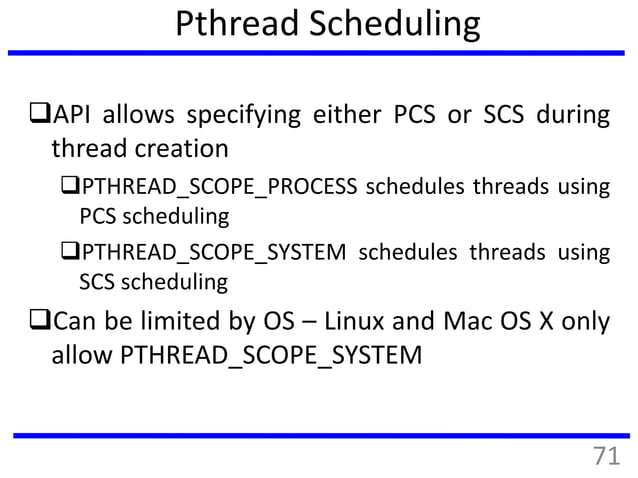 Pthread Scheduling
❑API allows specifying either PCS or SCS during
thread creation
❑PTHREAD_SCOPE_PROCESS schedules threads using
PCS scheduling
❑PTHREAD_SCOPE_SYSTEM schedules threads using
SCS scheduling
❑Can be limited by OS – Linux and Mac OS X only
allow PTHREAD_SCOPE_SYSTEM
71